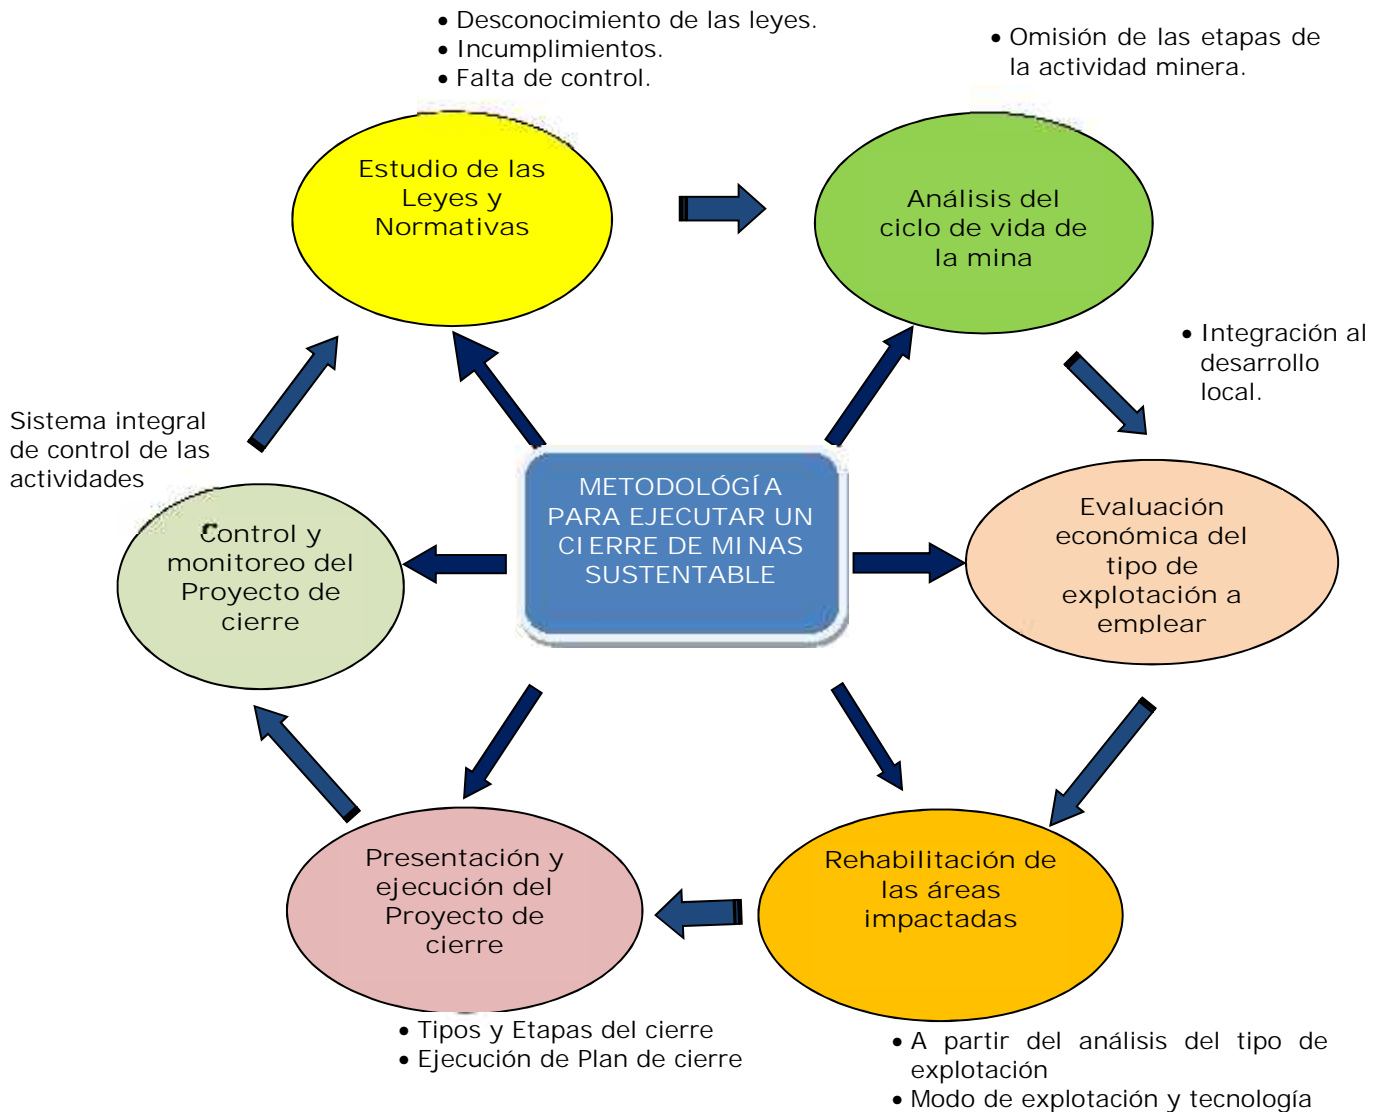 • Desconocimiento de las leyes.
• Incumplimientos.
• Falta de control.
• Omisión de las etapas de
la actividad minera.
Estudio de las
Leyes y
Normativas
Análisis del
ciclo de vida de
la mina
• Integración al
desarrollo
local.
Sistema integral
de control de las
actividades
METODOLÓGÍA
PARA EJECUTAR UN
CIERRE DE MINAS
SUSTENTABLE
Evaluación
económica del
tipo de
explotación a
emplear
Control y
monitoreo del
Proyecto de
cierre
Presentación y
ejecución del
Proyecto de
cierre
Rehabilitación de
las áreas
impactadas
• Tipos y Etapas del cierre
• Ejecución de Plan de cierre
• A partir del análisis del tipo de
explotación
• Modo de explotación y tecnología